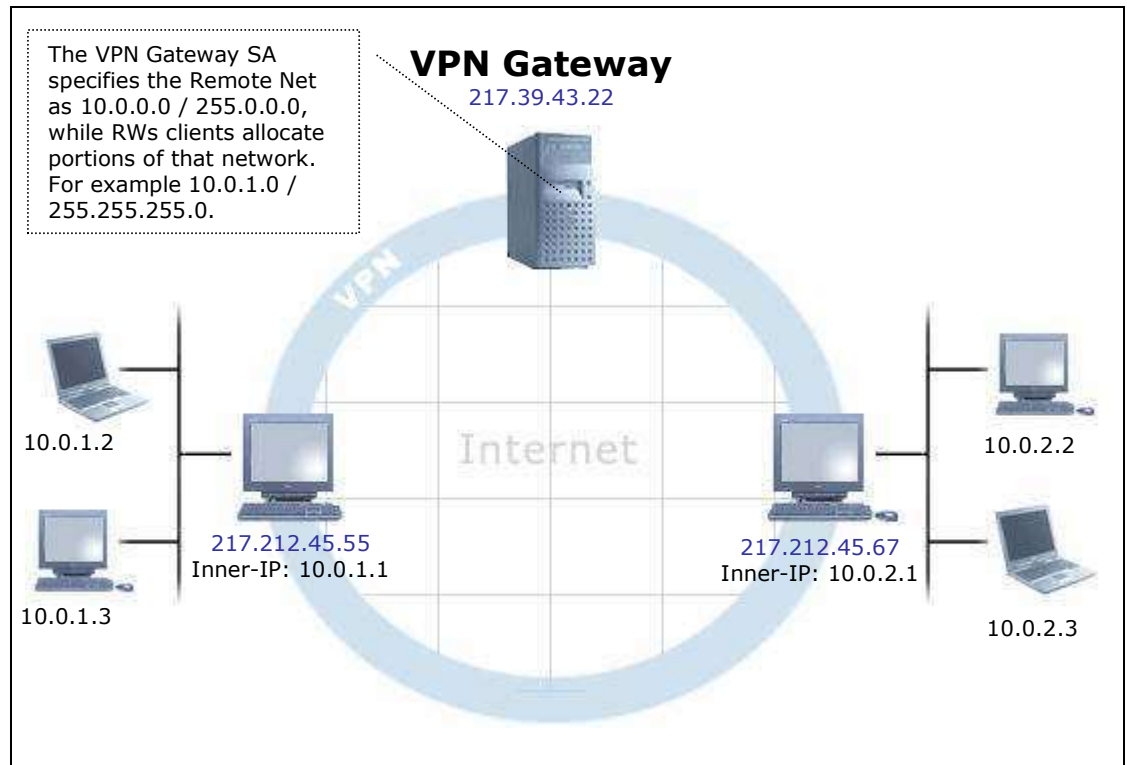 The VPN Gateway SA
specifies the Remote Net
as 10.0.0.0 / 255.0.0.0,
while RWs clients allocate
portions of that network.
For example 10.0.1.0 /
255.255.255.0.
VPN Gateway
217.39.43.22
VPN
Internet
10.0.1.2
217.212.45.55
Inner-IP: 10.0.1.1
10.0.1.3
10.0.2.2
217.212.45.67
Inner-IP: 10.0.2.1
10.0.2.3